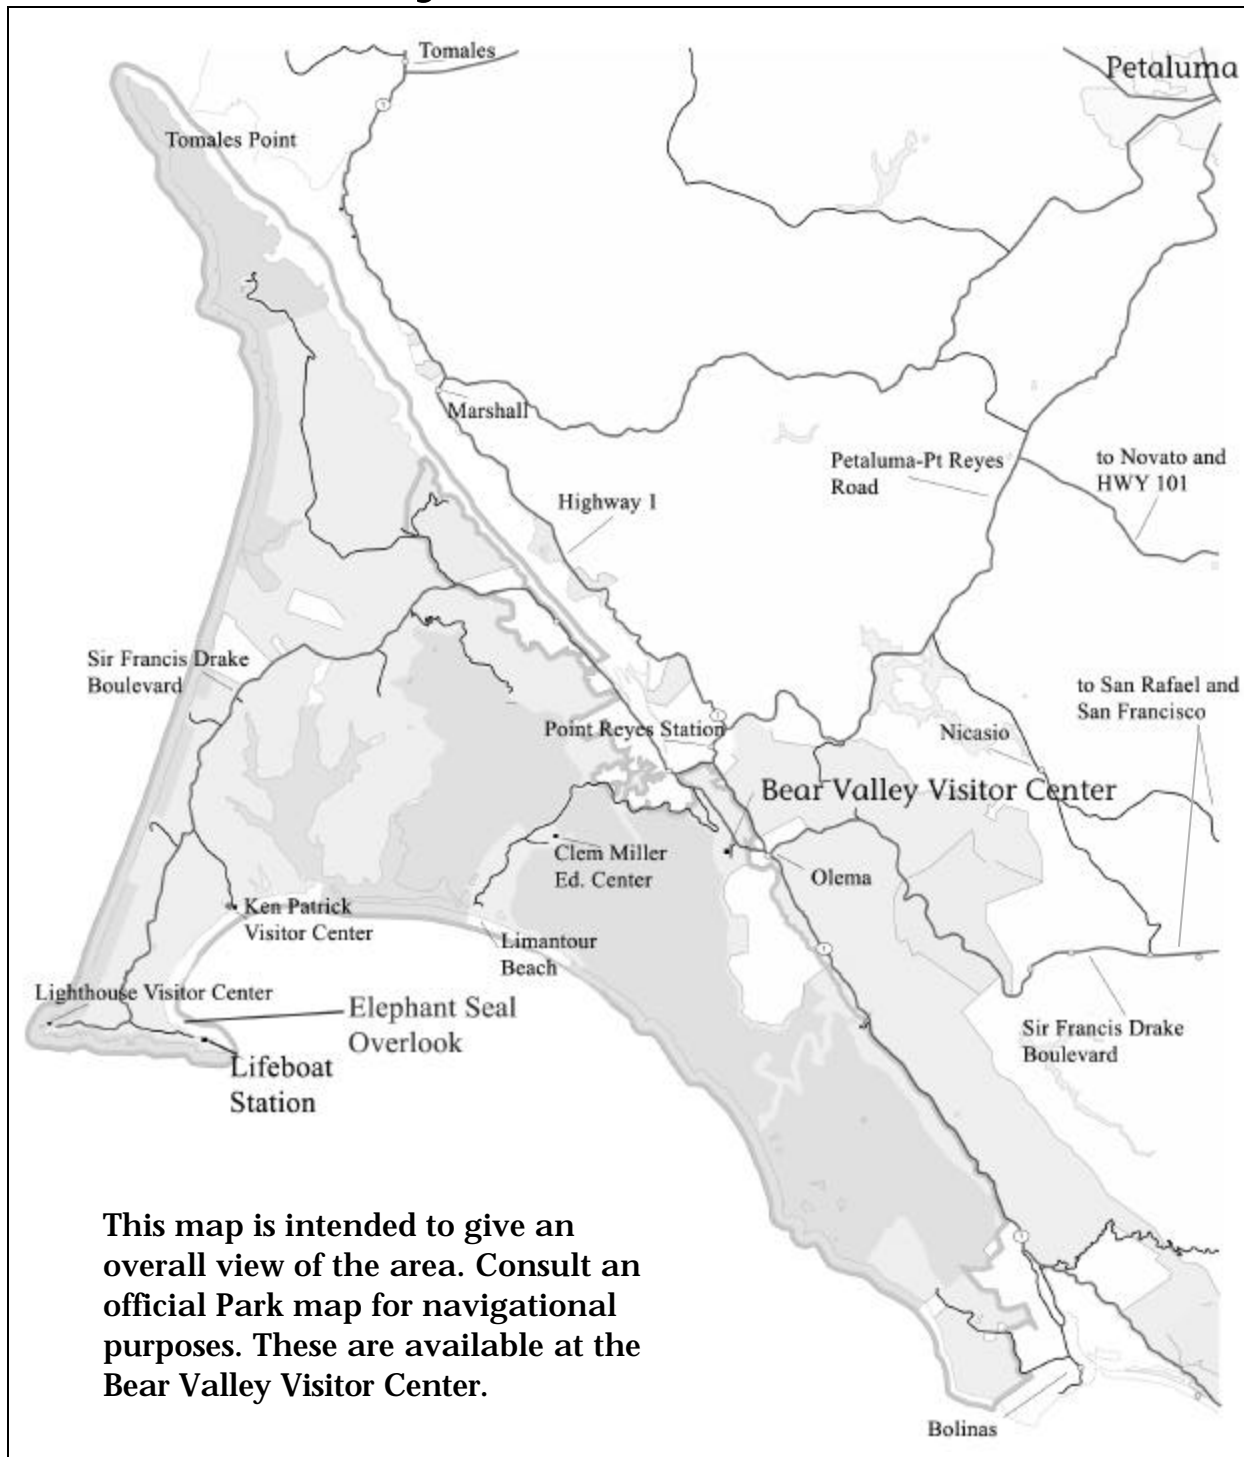 Tomales
Petaluma
Tomales Point
Marshall
Petaluma-Pt Reyes
Road
to Novato and
HWY 101
Highway 1
Sir Francis Drake
Boulevard
to San Rafael and
San Francisco
Point Reyes Station
Nicasio
Bear Valley Visitor Center
Clem Miller
Ed. Center
Olema
Ken Patrick
Visitor Center
Limantour
Beach
Lighthouse Visitor Center
Elephant Seal
Overlook
Sir Francis Drake
Boulevard
Lifeboat
Station
This map is intended to give an
overall view of the area. Consult an
official Park map for navigational
purposes. These are available at the
Bear Valley Visitor Center.
Bolinas
1
1
1
1